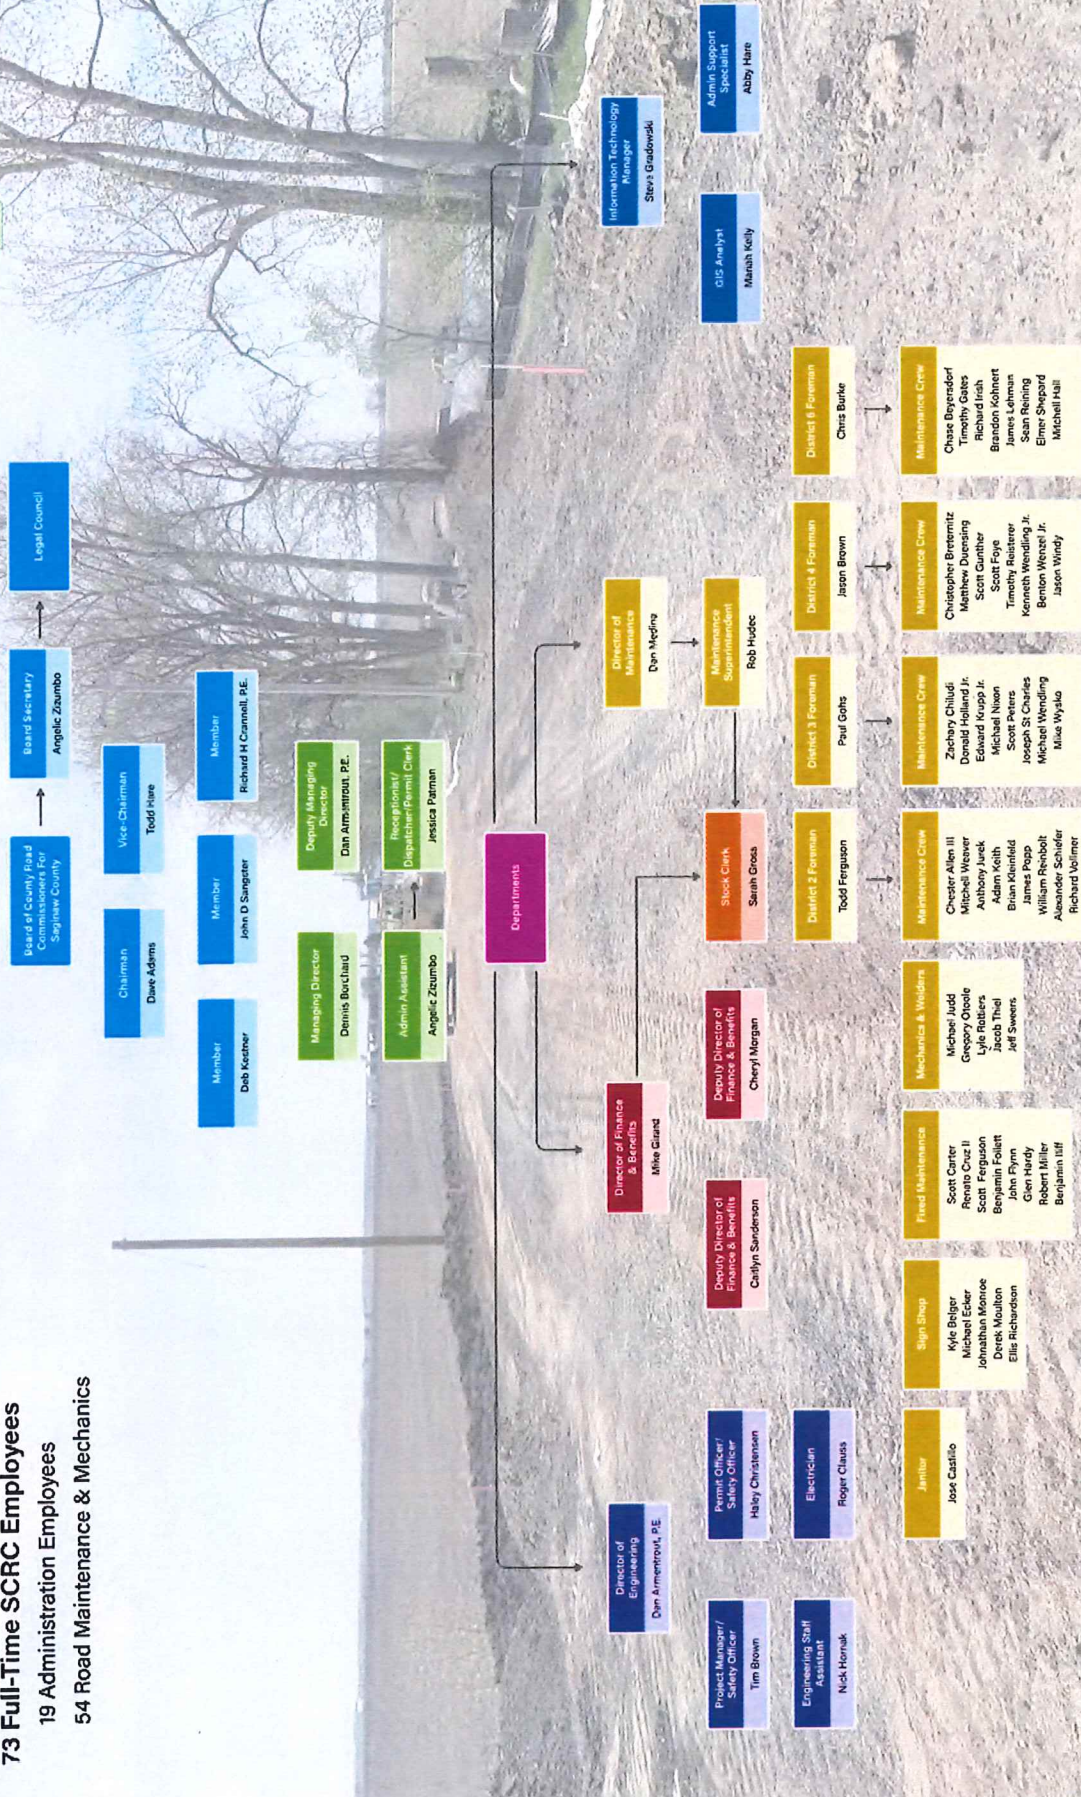 73 Full-Time SCRC Employees
19 Administration Employees
54 Road Maintenance & Mechanics
Board of County Road
Commissioners For
Saginaw County
Board Secretary
Angelic Zizumbo
Legal Council
Chairman
Dave Adams
Vice-Chairman
Todd Hare
Member
Deb Kestner
Member
John D Sangster
Member
Richard H Crannell, P.E.
Managing Director
Dennis Borchard
Deputy Managing
Director
Dan Armentrout, P.E.
Admin Assistant
Angelic Zizumbo
Receptionist/
Dispatcher/Permit Clerk
Jessica Patman
Departments
Director of
Engineering
Dan Armentrout, P.E.
Director of Finance
& Benefits
Mike Girard
Director of
Maintenance
Dan Medina
Information Technology
Manager
Steve Gradowski
Project Manager/
Safety Officer
Tim Brown
Permit Officer/
Safety Officer
Haley Christensen
Deputy Director of
Finance & Benefits
Caitlyn Sanderson
Deputy Director of
Finance & Benefits
Cheryl Morgan
Stock Clerk
Sarah Gross
Maintenance
Superintendent
Rob Hudec
GIS Analyst
Mariah Kelly
Admin Support
Specialist
Abby Hare
Engineering Staff
Assistant
Nick Hornak
Electrician
Roger Clauss
District 2 Foreman
Todd Ferguson
District 3 Foreman
Paul Gohs
District 4 Foreman
Jason Brown
District 6 Foreman
Chris Burke
Janitor
Jose Castillo
Sign Shop
Kyle Belger
Michael Ecker
Johnathan Monroe
Derek Moulton
Ellis Richardson
Fixed Maintenance
Scott Carter
Renato Cruz II
Scott Ferguson
Benjamin Follett
John Flynn
Glen Hardy
Robert Miller
Benjamin Iliff
Mechanics & Welders
Michael Judd
Gregory Otoole
Lyle Rottiers
Jacob Thiel
Jeff Sweers
Maintenance Crew
Chester Allen III
Mitchell Weaver
Anthony Jurek
Adam Keith
Brian Kleinfeld
James Popp
William Reinbolt
Alexander Schiefer
Richard Vollmer
Maintenance Crew
Zachary Chiludi
Donald Holland Jr.
Edward Krupp Jr.
Michael Nixon
Scott Peters
Joseph St Charles
Michael Wendling
Mike Wysko
Maintenance Crew
Christopher Breternitz
Matthew Duensing
Scott Gunther
Scott Foye
Timothy Reisterer
Kenneth Wendling Jr.
Benton Wenzel Jr.
Jason Windy
Maintenance Crew
Chase Beyersdorf
Timothy Gates
Richard Irish
Brandon Kohnert
James Lehman
Sean Reining
Elmer Shepard
Mitchell Hall